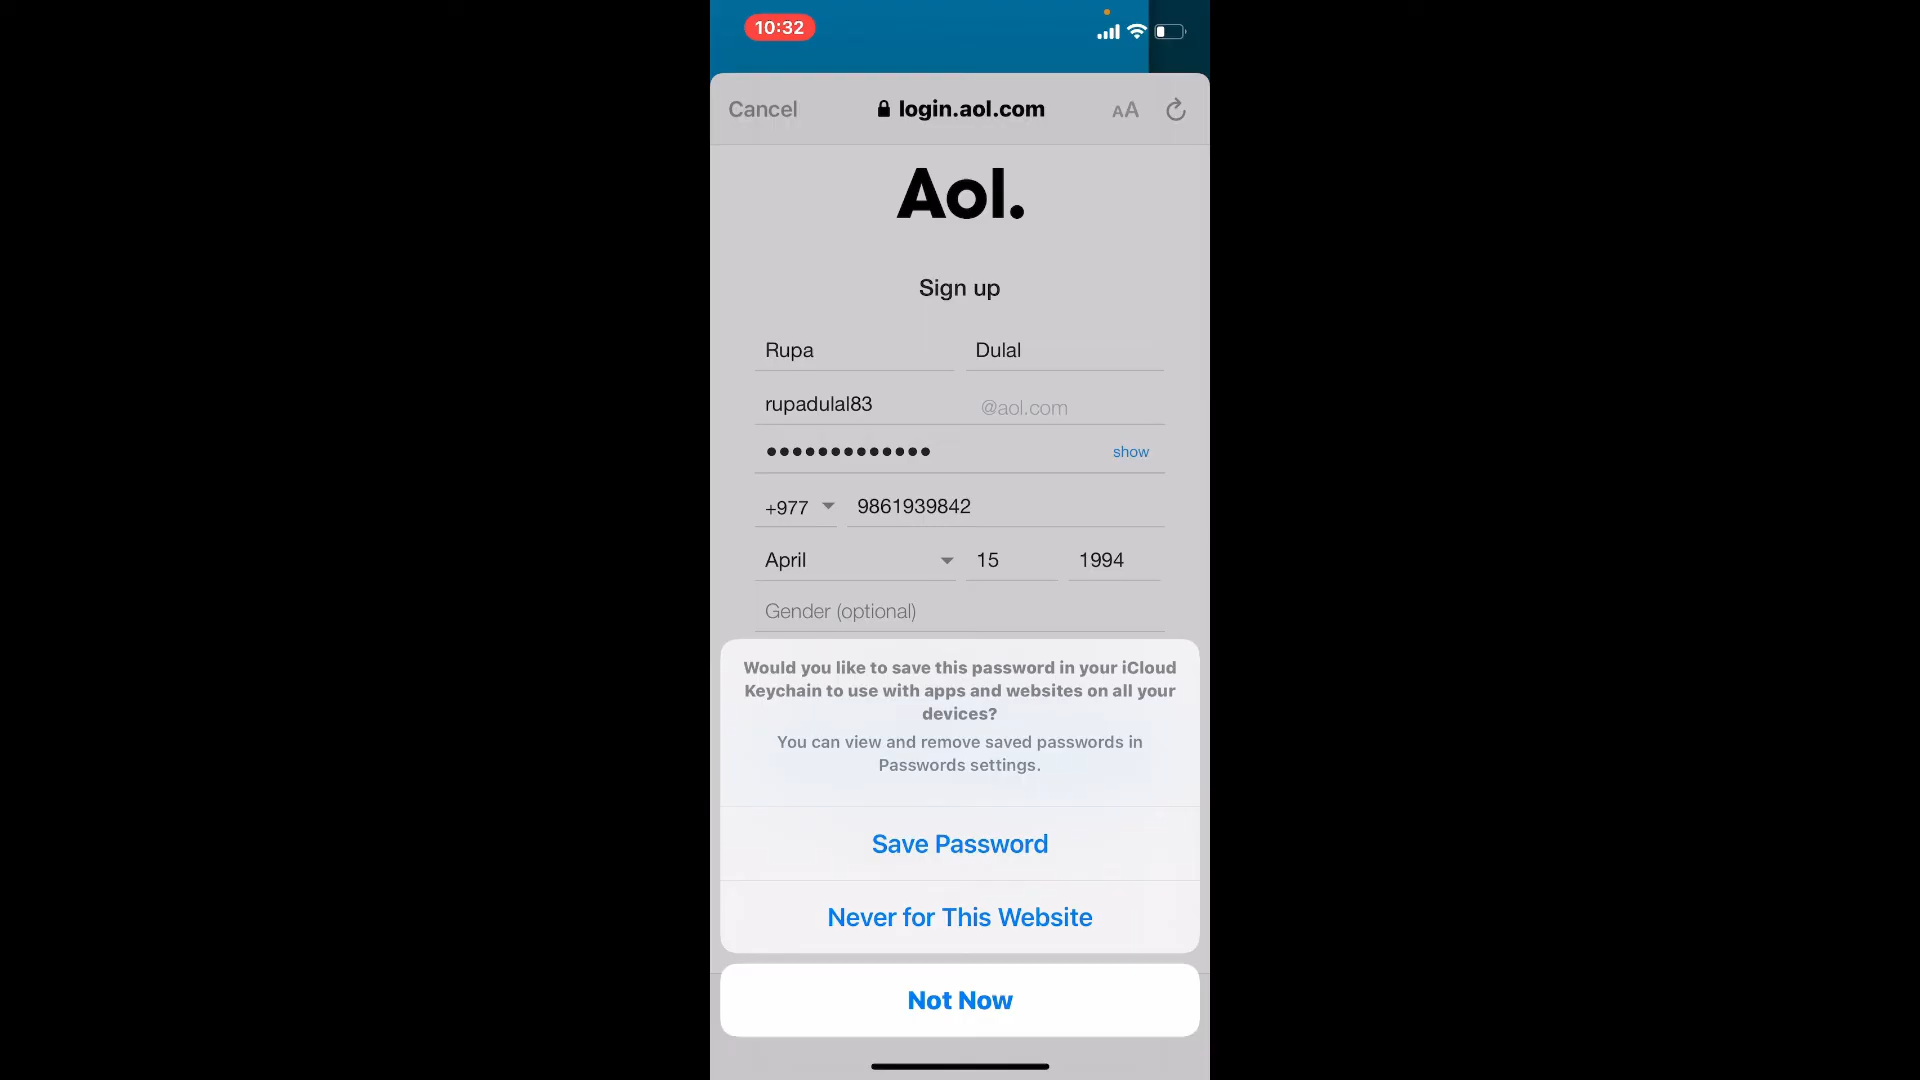 10:32
Cancel login.aol.com AA
Aol.
Sign up
Rupa Dulal
rupadulal83 @aol.com
••••••••••••• show
+977 9861939842
April 15 1994
Gender (optional)
Would you like to save this password in your iCloud
Keychain to use with apps and websites on all your
devices?
You can view and remove saved passwords in
Passwords settings.
Save Password
Never for This Website
Not Now